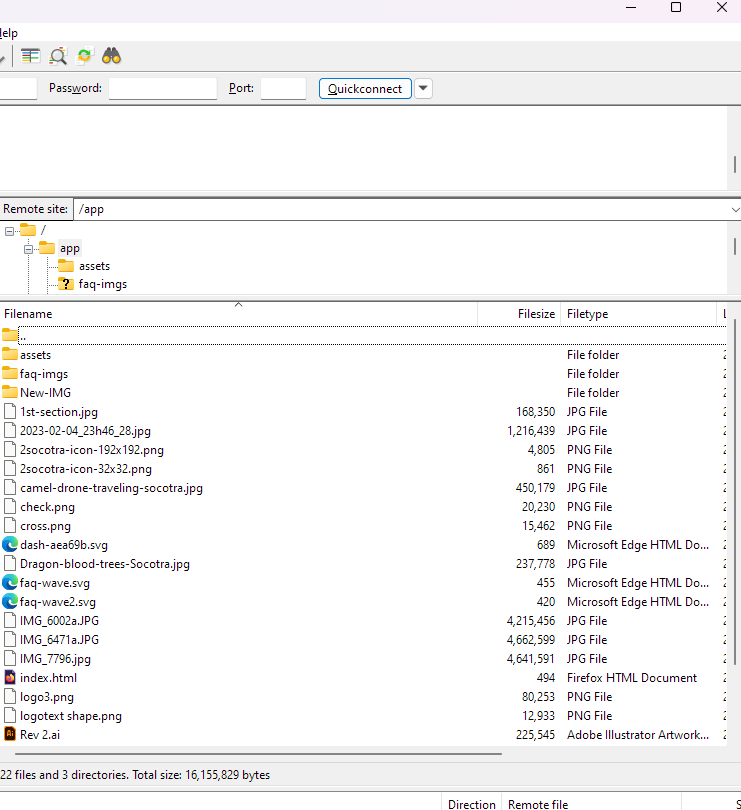 elp
Password: Port: Quickconnect
Remote site: /app
/
app
assets
? faq-imgs
Filename Filesize Filetype L
..
assets File folder 2
faq-imgs File folder 2
New-IMG File folder 2
1st-section.jpg 168,350 JPG File 2
2023-02-04_23h46_28.jpg 1,216,439 JPG File 2
2socotra-icon-192x192.png 4,805 PNG File 2
2socotra-icon-32x32.png 861 PNG File 2
camel-drone-traveling-socotra.jpg 450,179 JPG File 2
check.png 20,230 PNG File 2
cross.png 15,462 PNG File 2
dash-aea69b.svg 689 Microsoft Edge HTML Do... 2
Dragon-blood-trees-Socotra.jpg 237,778 JPG File 2
faq-wave.svg 455 Microsoft Edge HTML Do... 2
faq-wave2.svg 420 Microsoft Edge HTML Do... 2
IMG_6002a.JPG 4,215,456 JPG File 2
IMG_6471a.JPG 4,662,599 JPG File 2
IMG_7796.jpg 4,641,591 JPG File 2
index.html 494 Firefox HTML Document 2
logo3.png 80,253 PNG File 2
logotext shape.png 12,933 PNG File 2
Ai Rev 2.ai 225,545 Adobe Illustrator Artwork... 2
22 files and 3 directories. Total size: 16,155,829 bytes
Direction Remote file S